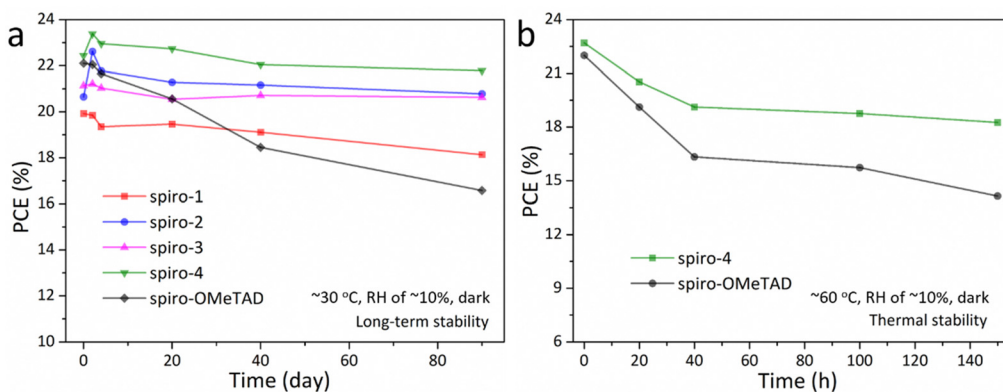 a
24
22
20
18
16
14
12
10
PCE (%)
spiro-1
spiro-2
spiro-3
spiro-4
spiro-OMeTAD
~30 °C, RH of ~10%, dark
Long-term stability
0 20 40 60 80
Time (day)
b
24
21
18
15
12
9
6
PCE (%)
spiro-4
spiro-OMeTAD
~60 °C, RH of ~10%, dark
Thermal stability
0 20 40 60 80 100 120 140
Time (h)